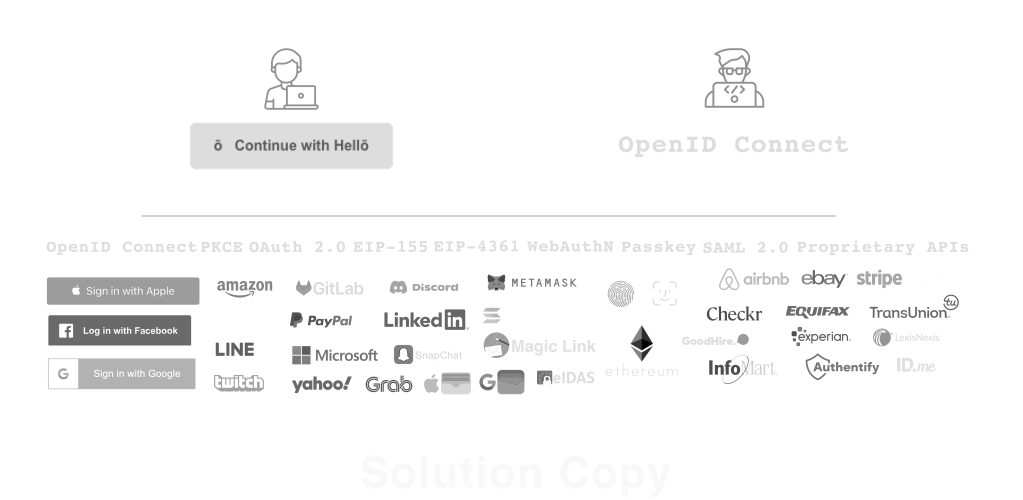 ō Continue with Hellō
OpenID Connect
OpenID Connect PKCE OAuth 2.0 EIP-155 EIP-4361 WebAuthN Passkey SAML 2.0 Proprietary APIs
Sign in with Apple
Log in with Facebook
G Sign in with Google
amazon
LINE
twitch
GitLab
PayPal
Microsoft
yahoo!
Discord
LinkedIn
SnapChat
Grab
G
METAMASK
Magic Link
eIDAS
ethereum
airbnb
ebay
stripe
Checkr
EQUIFAX
TransUnion
tu
GoodHire.
experian.
LexisNexis
InfoMart.
Authentify
ID.me
Solution Copy